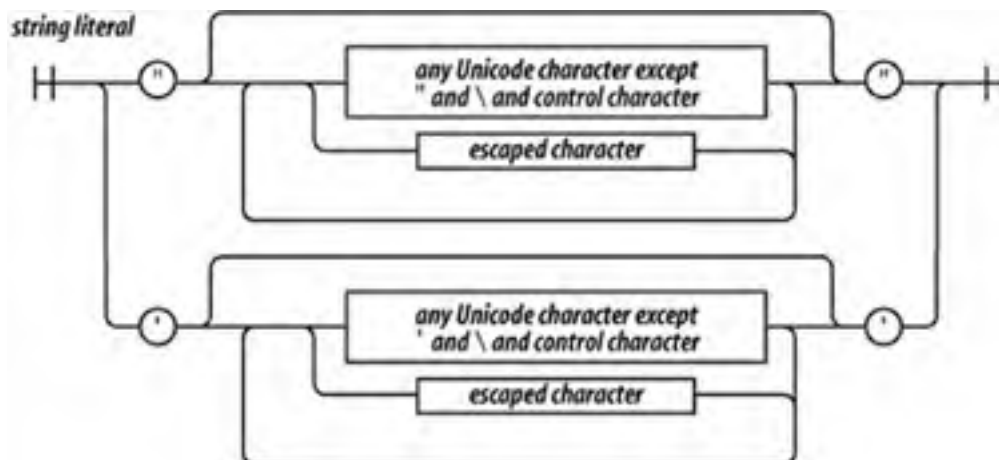 string literal
" "
any Unicode character except
" and \ and control character
escaped character
' '
any Unicode character except
' and \ and control character
escaped character